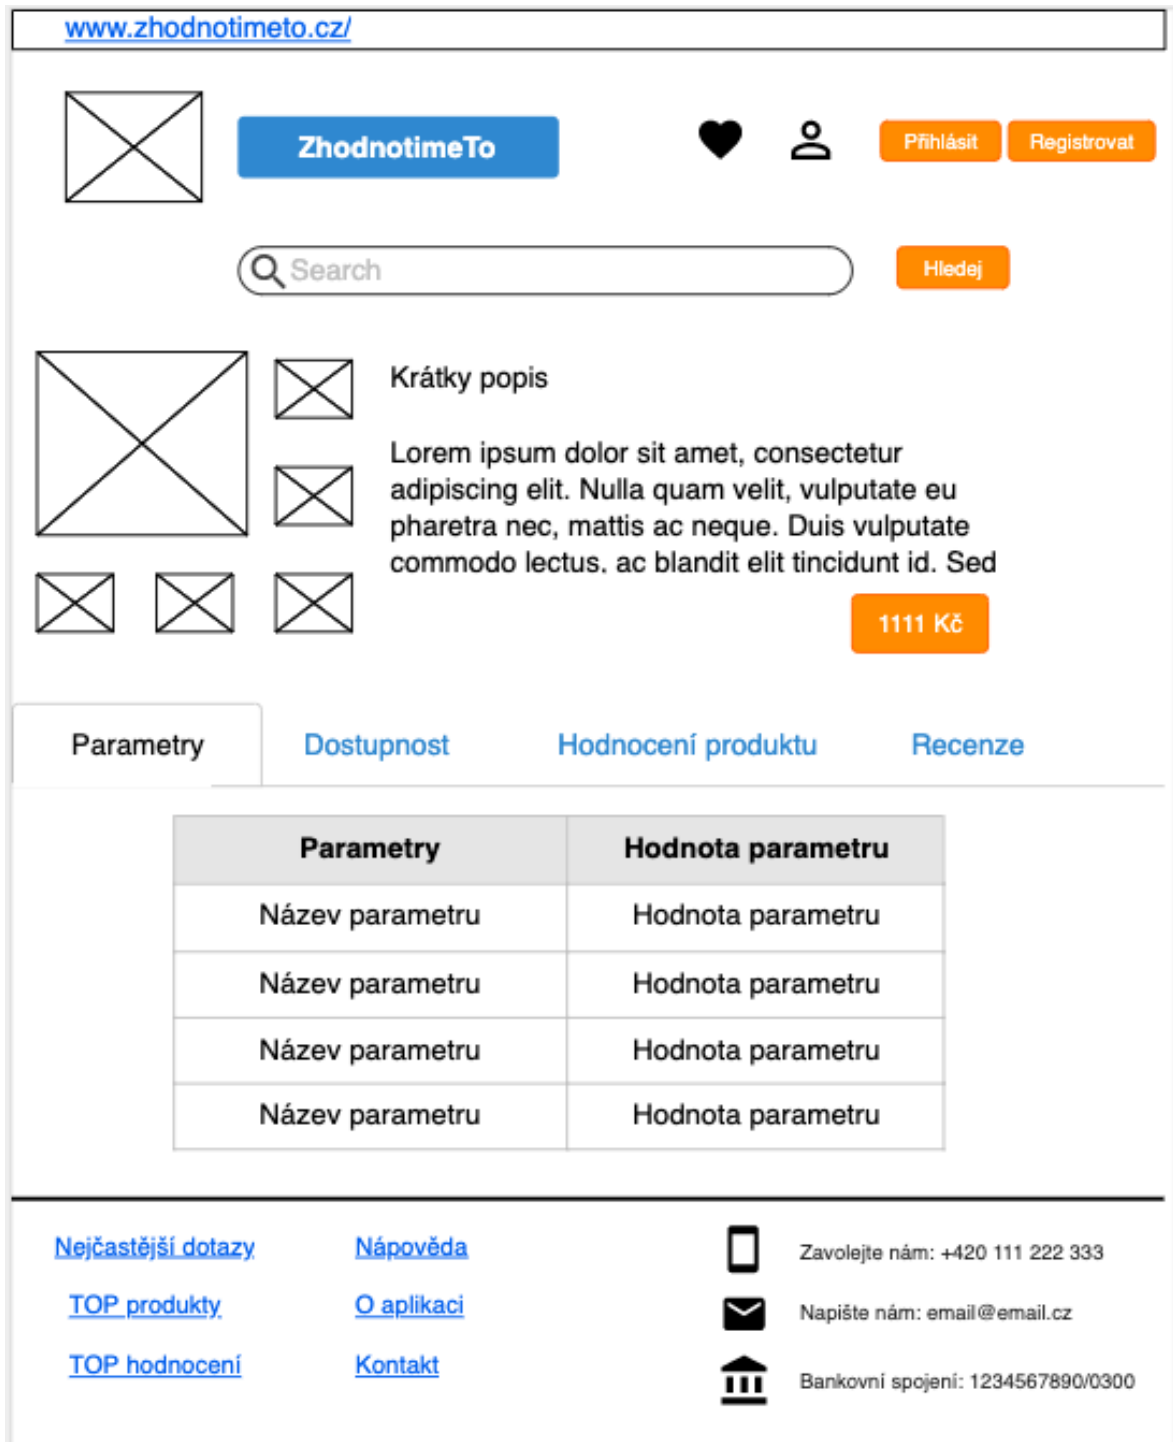 www.zhodnotimeto.cz/
ZhodnotimeTo
Přihlásit
Registrovat
Search
Hledej
Krátky popis
Lorem ipsum dolor sit amet, consectetur
adipiscing elit. Nulla quam velit, vulputate eu
pharetra nec, mattis ac neque. Duis vulputate
commodo lectus. ac blandit elit tincidunt id. Sed
1111 Kč
Parametry
Dostupnost
Hodnocení produktu
Recenze
Parametry
Hodnota parametru
Název parametru
Hodnota parametru
Název parametru
Hodnota parametru
Název parametru
Hodnota parametru
Název parametru
Hodnota parametru
Nejčastější dotazy
Nápověda
Zavolejte nám: +420 111 222 333
TOP produkty
O aplikaci
Napište nám: email@email.cz
TOP hodnocení
Kontakt
Bankovní spojení: 1234567890/0300